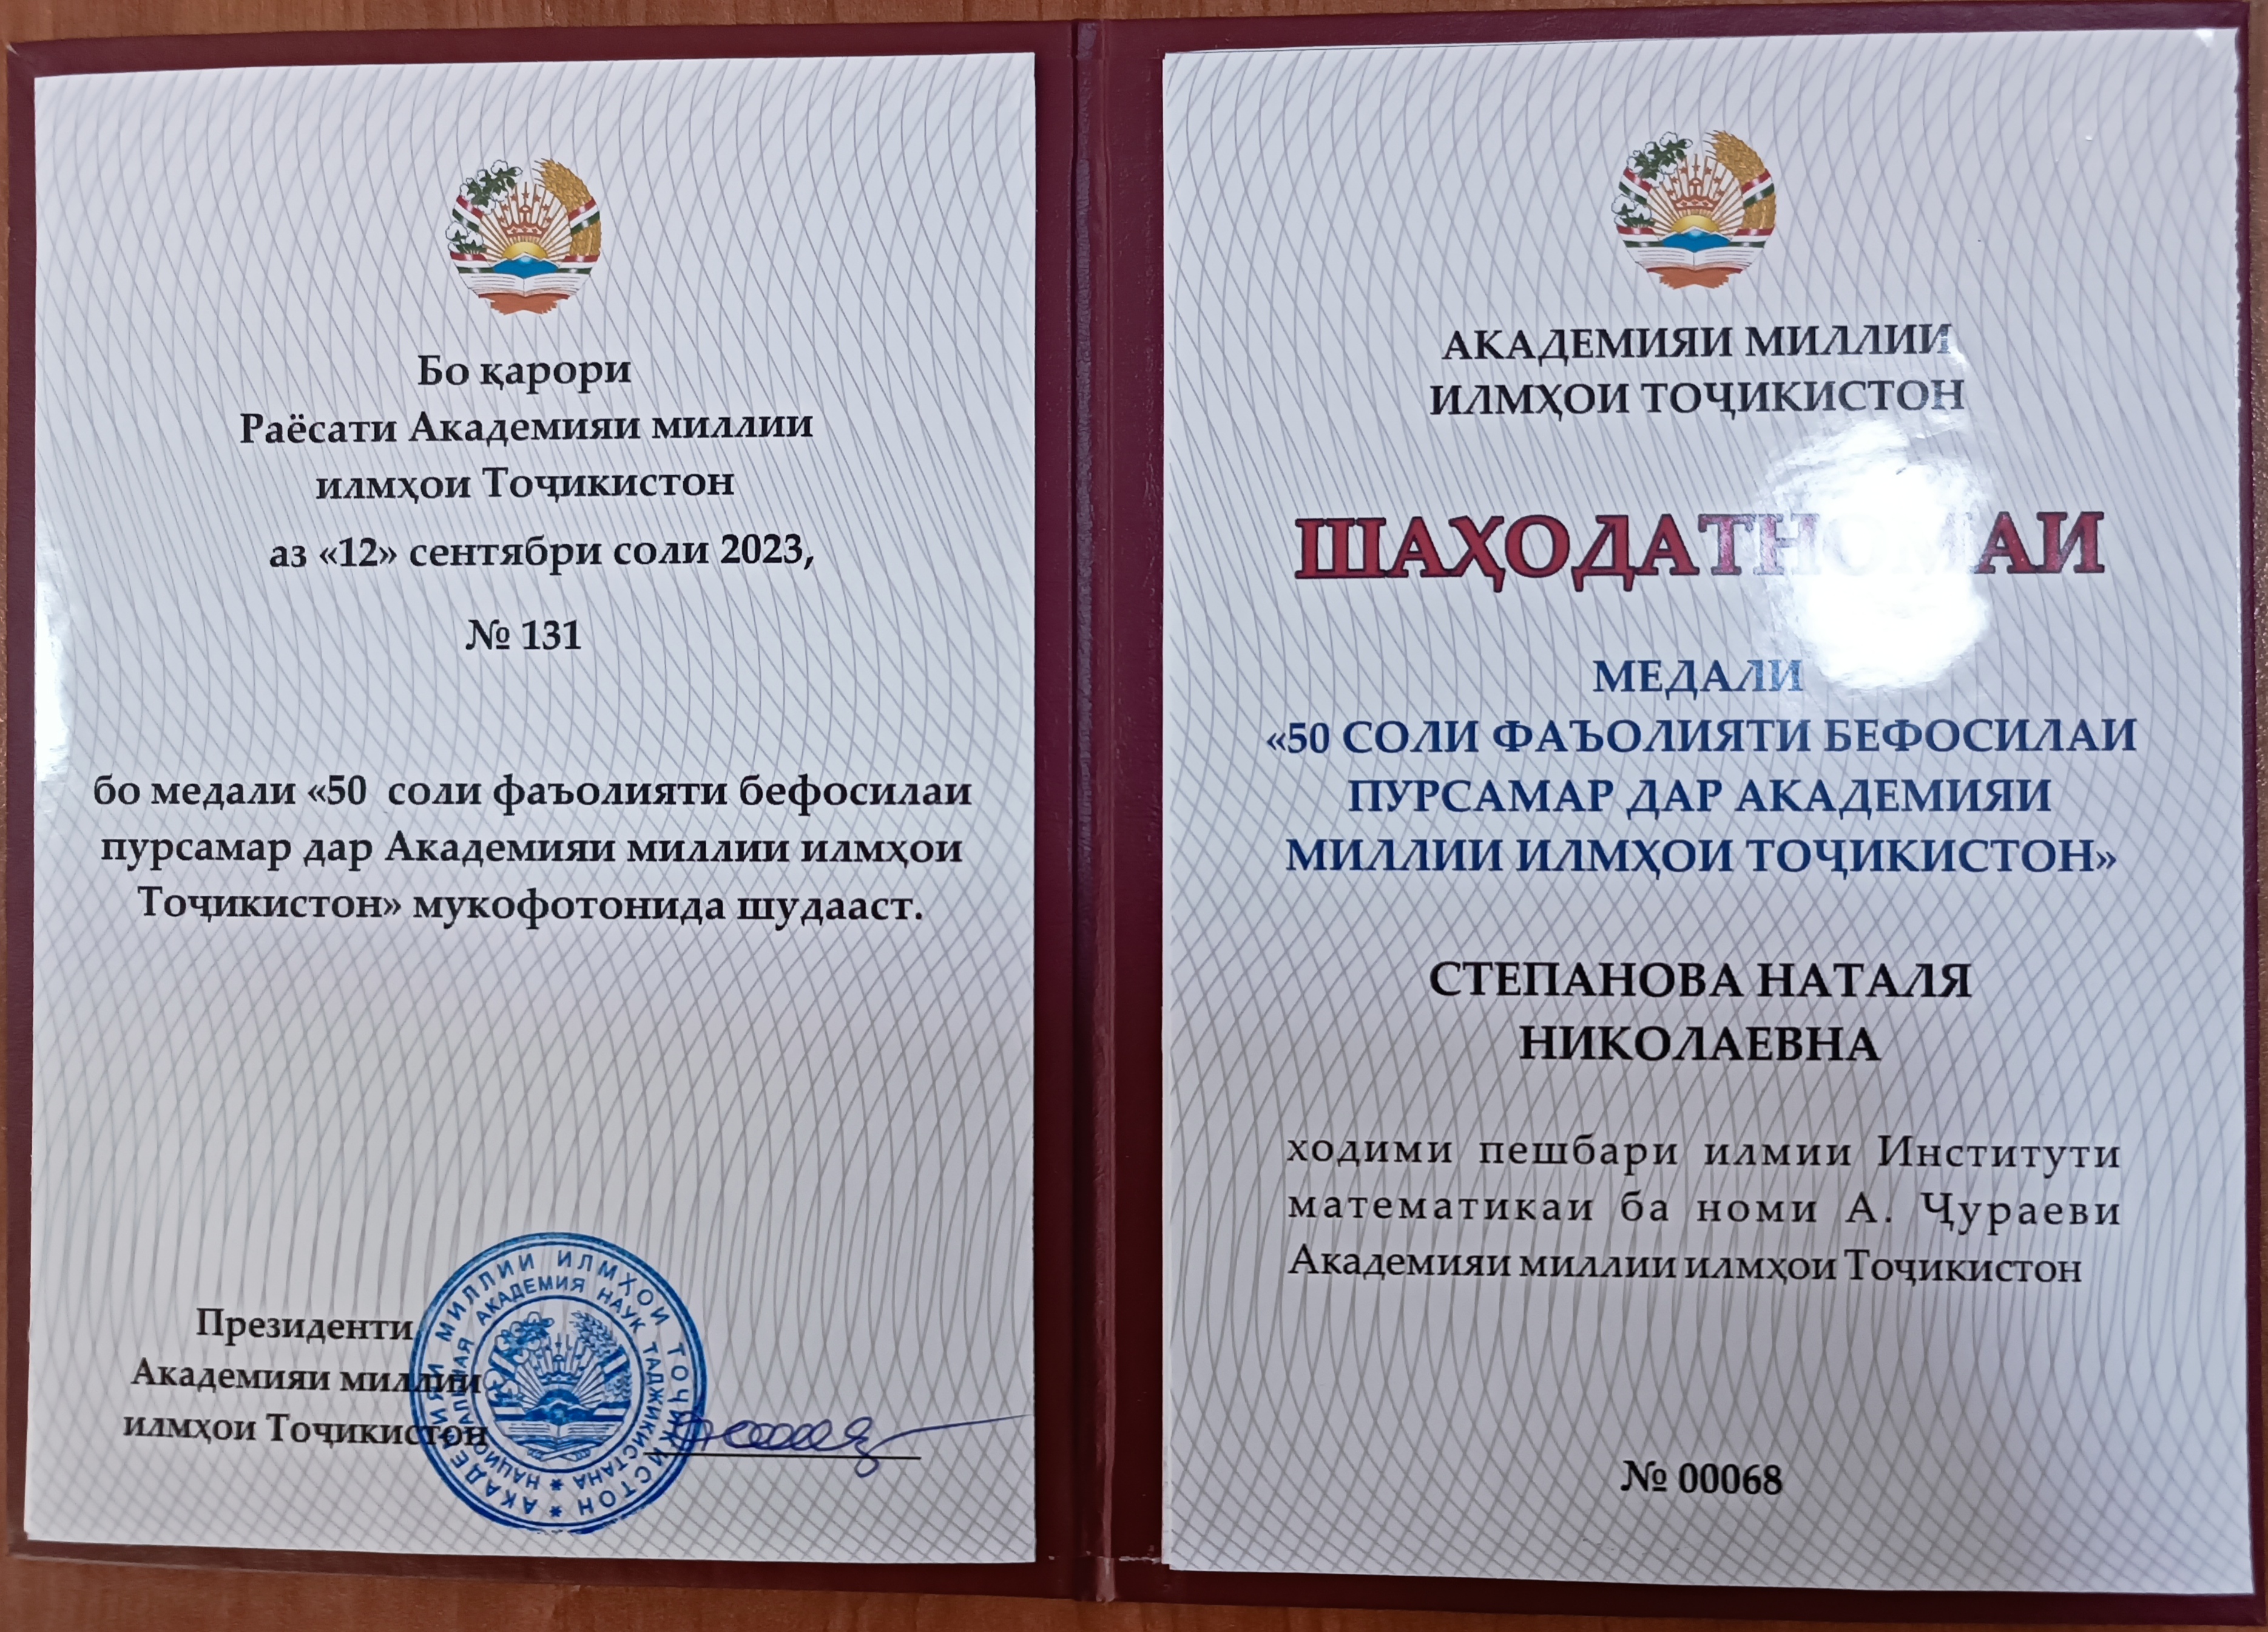 Бо қарори
Раёсати Академияи миллии
илмҳои Тоҷикистон
аз «12» сентябри соли 2023,
№ 131
бо медали «50 соли фаъолияти бефосилаи
пурсамар дар Академияи миллии илмҳои
Тоҷикистон» мукофотонида шудааст.
Президенти
Академияи миллии
илмҳои Тоҷикистон
АКАДЕМИЯИ МИЛЛИИ ИЛМҲОИ ТОҶИКИСТОН
НАЦИОНАЛЬНАЯ АКАДЕМИЯ НАУК ТАДЖИКИСТАНА
АКАДЕМИЯИ МИЛЛИИ
ИЛМҲОИ ТОҶИКИСТОН
ШАҲОДАТНОМАИ
МЕДАЛИ
«50 СОЛИ ФАЪОЛИЯТИ БЕФОСИЛАИ
ПУРСАМАР ДАР АКАДЕМИЯИ
МИЛЛИИ ИЛМҲОИ ТОҶИКИСТОН»
СТЕПАНОВА НАТАЛЯ
НИКОЛАЕВНА
ходими пешбари илмии Институти
математикаи ба номи А. Ҷураеви
Академияи миллии илмҳои Тоҷикистон
№ 00068